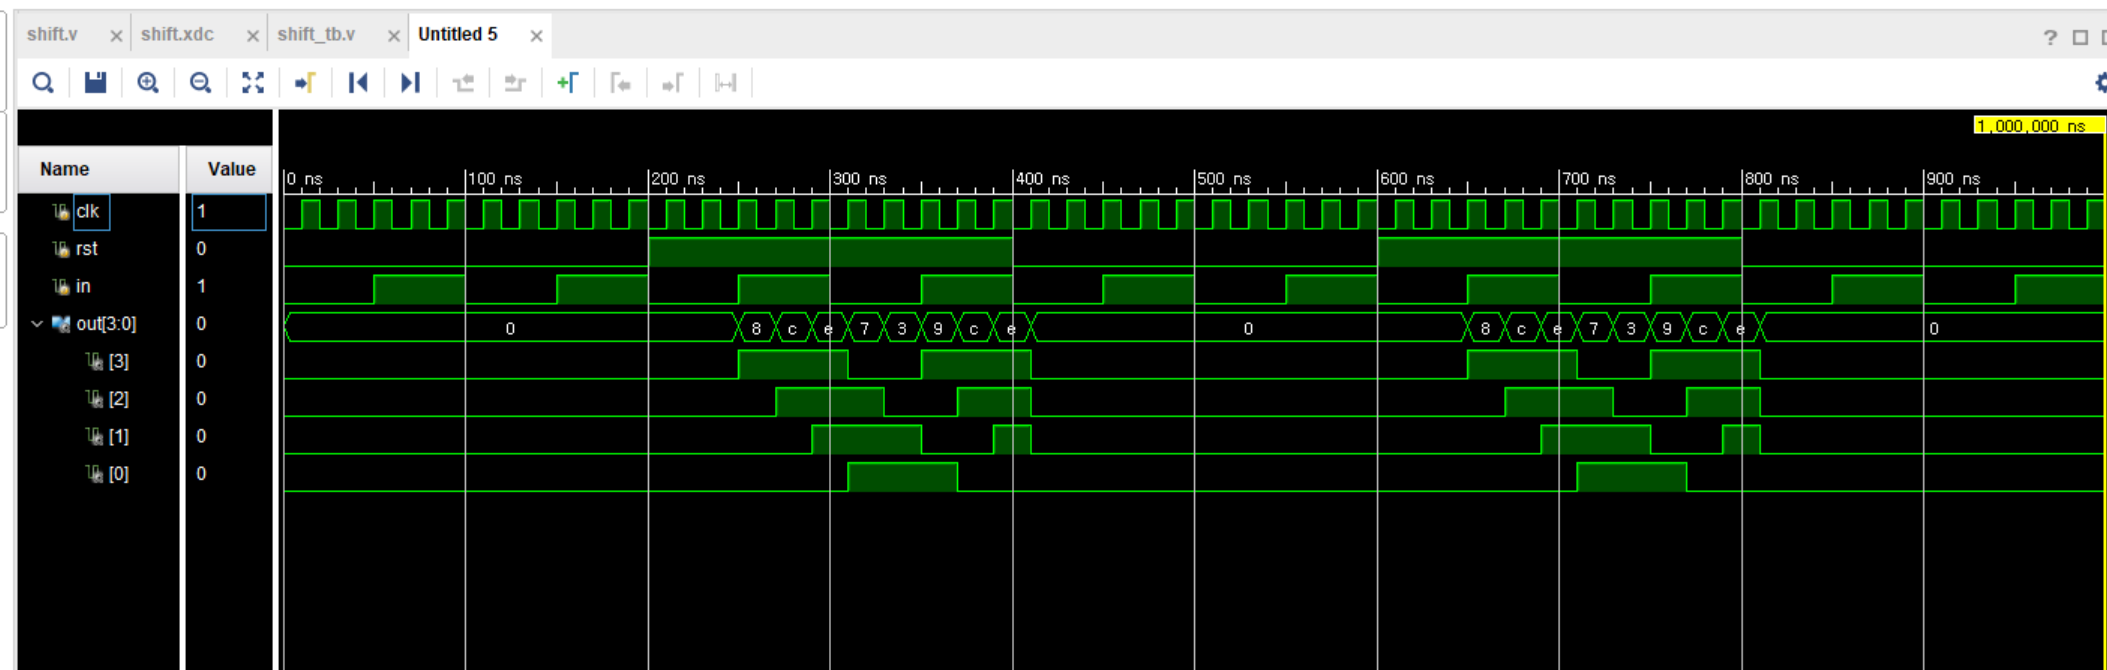 shift.v × shift.xdc × shift_tb.v × Untitled 5 × ?
1,000,000 ns
Name Value 0 ns 100 ns 200 ns 300 ns 400 ns 500 ns 600 ns 700 ns 800 ns 900 ns
clk 1
rst 0
in 1
out[3:0] 0 0 8 c e 7 3 9 c e 0 8 c e 7 3 9 c e 0
[3] 0
[2] 0
[1] 0
[0] 0